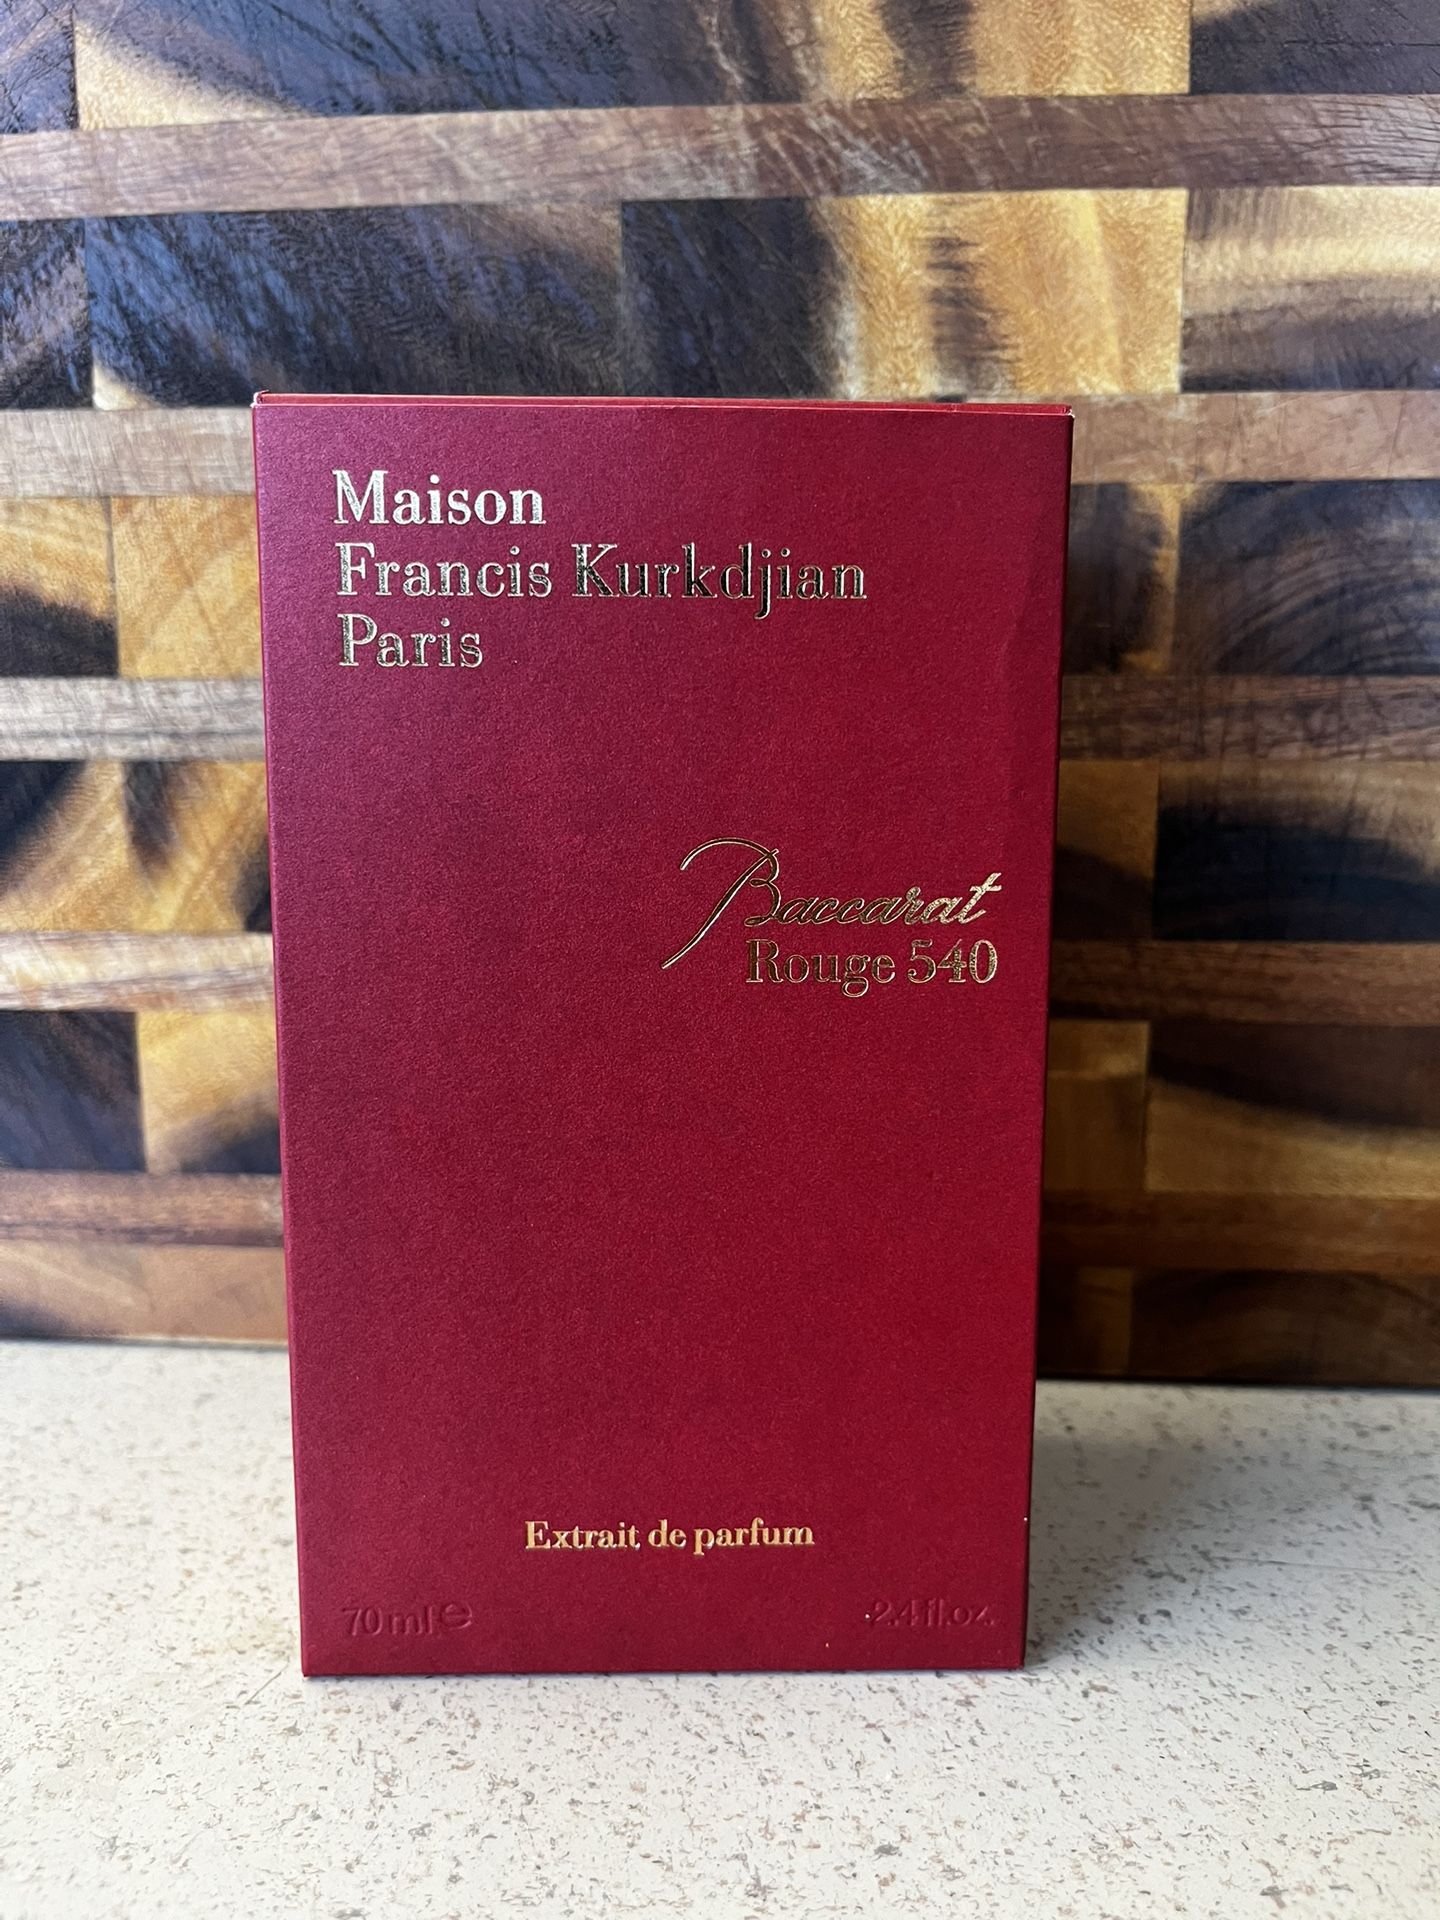 Maison
Francis Kurkdjian
Paris
Baccarat
Rouge 540
Extrait de parfum
70 ml ℮ 2.4 fl.oz.